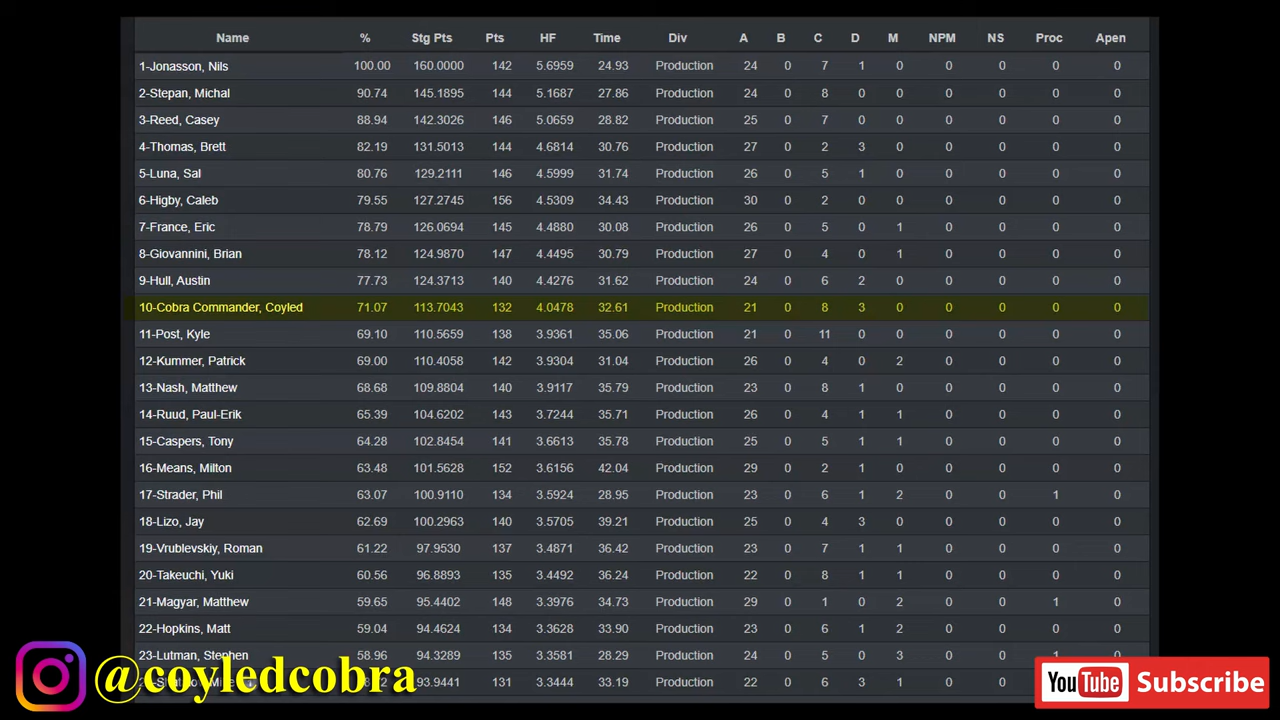 Name % Stg Pts Pts HF Time Div A B C D M NPM NS Proc Apen
1-Jonasson, Nils 100.00 160.0000 142 5.6959 24.93 Production 24 0 7 1 0 0 0 0 0
2-Stepan, Michal 90.74 145.1895 144 5.1687 27.86 Production 24 0 8 0 0 0 0 0 0
3-Reed, Casey 88.94 142.3026 146 5.0659 28.82 Production 25 0 7 0 0 0 0 0 0
4-Thomas, Brett 82.19 131.5013 144 4.6814 30.76 Production 27 0 2 3 0 0 0 0 0
5-Luna, Sal 80.76 129.2111 146 4.5999 31.74 Production 26 0 5 1 0 0 0 0 0
6-Higby, Caleb 79.55 127.2745 156 4.5309 34.43 Production 30 0 2 0 0 0 0 0 0
7-France, Eric 78.79 126.0694 145 4.4880 30.08 Production 26 0 5 0 1 0 0 0 0
8-Giovannini, Brian 78.12 124.9870 147 4.4495 30.79 Production 27 0 4 0 1 0 0 0 0
9-Hull, Austin 77.73 124.3713 140 4.4276 31.62 Production 24 0 6 2 0 0 0 0 0
10-Cobra Commander, Coyled 71.07 113.7043 132 4.0478 32.61 Production 21 0 8 3 0 0 0 0 0
11-Post, Kyle 69.10 110.5659 138 3.9361 35.06 Production 21 0 11 0 0 0 0 0 0
12-Kummer, Patrick 69.00 110.4058 142 3.9304 31.04 Production 26 0 4 0 2 0 0 0 0
13-Nash, Matthew 68.68 109.8804 140 3.9117 35.79 Production 23 0 8 1 0 0 0 0 0
14-Ruud, Paul-Erik 65.39 104.6202 143 3.7244 35.71 Production 26 0 4 1 1 0 0 0 0
15-Caspers, Tony 64.28 102.8454 141 3.6613 35.78 Production 25 0 5 1 1 0 0 0 0
16-Means, Milton 63.48 101.5628 152 3.6156 42.04 Production 29 0 2 1 0 0 0 0 0
17-Strader, Phil 63.07 100.9110 134 3.5924 28.95 Production 23 0 6 1 2 0 0 1 0
18-Lizo, Jay 62.69 100.2963 140 3.5705 39.21 Production 25 0 4 3 0 0 0 0 0
19-Vrublevskiy, Roman 61.22 97.9530 137 3.4871 36.42 Production 23 0 7 1 1 0 0 0 0
20-Takeuchi, Yuki 60.56 96.8893 135 3.4492 36.24 Production 22 0 8 1 1 0 0 0 0
21-Magyar, Matthew 59.65 95.4402 148 3.3976 34.73 Production 29 0 1 0 2 0 0 1 0
22-Hopkins, Matt 59.04 94.4624 134 3.3628 33.90 Production 23 0 6 1 2 0 0 0 0
23-Lutman, Stephen 58.96 94.3289 135 3.3581 28.29 Production 24 0 5 0 3 0 0 1 0
93.9441 131 3.3444 33.19 Production 22 0 6 3 1 0 0
@coyledcobra
YouTube Subscribe